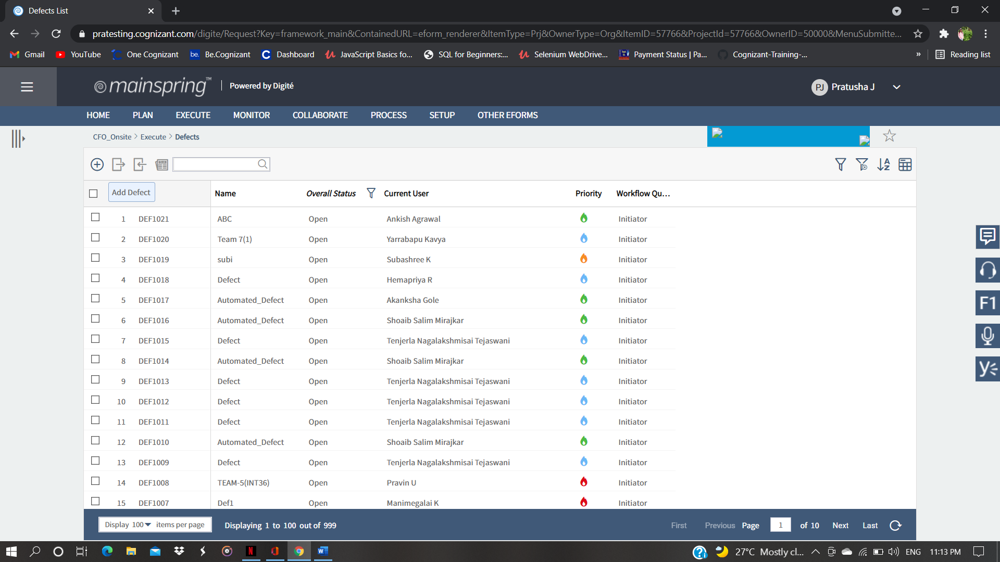 Defects List
pratesting.cognizant.com/digite/Request?Key=framework_main&ContainedURL=eform_renderer&ItemType=Prj&OwnerType=Org&ItemID=57766&ProjectId=57766&OwnerID=50000&MenuSubmitte...
Gmail YouTube One Cognizant be. Be.Cognizant C Dashboard JavaScript Basics fo... SQL for Beginners:... Selenium WebDrive... Payment Status | Pa... Cognizant-Training-... » Reading list
mainspring™ Powered by Digité PJ Pratusha J
HOME PLAN EXECUTE MONITOR COLLABORATE PROCESS SETUP OTHER EFORMS
CFO_Onsite > Execute > Defects
Add Defect Name Overall Status Current User Priority Workflow Qu...
1 DEF1021 ABC Open Ankish Agrawal Initiator
2 DEF1020 Team 7(1) Open Yarrabapu Kavya Initiator
3 DEF1019 subi Open Subashree K Initiator
4 DEF1018 Defect Open Hemapriya R Initiator
5 DEF1017 Automated_Defect Open Akanksha Gole Initiator
6 DEF1016 Automated_Defect Open Shoaib Salim Mirajkar Initiator
7 DEF1015 Defect Open Tenjerla Nagalakshmisai Tejaswani Initiator
8 DEF1014 Automated_Defect Open Shoaib Salim Mirajkar Initiator
9 DEF1013 Defect Open Tenjerla Nagalakshmisai Tejaswani Initiator
10 DEF1012 Defect Open Tenjerla Nagalakshmisai Tejaswani Initiator
11 DEF1011 Defect Open Tenjerla Nagalakshmisai Tejaswani Initiator
12 DEF1010 Automated_Defect Open Shoaib Salim Mirajkar Initiator
13 DEF1009 Defect Open Tenjerla Nagalakshmisai Tejaswani Initiator
14 DEF1008 TEAM-5(INT36) Open Pravin U Initiator
15 DEF1007 Def1 Open Manimegalai K Initiator
F1
Display 100 items per page Displaying 1 to 100 out of 999 First Previous Page 1 of 10 Next Last
27°C Mostly cl... ENG 11:13 PM